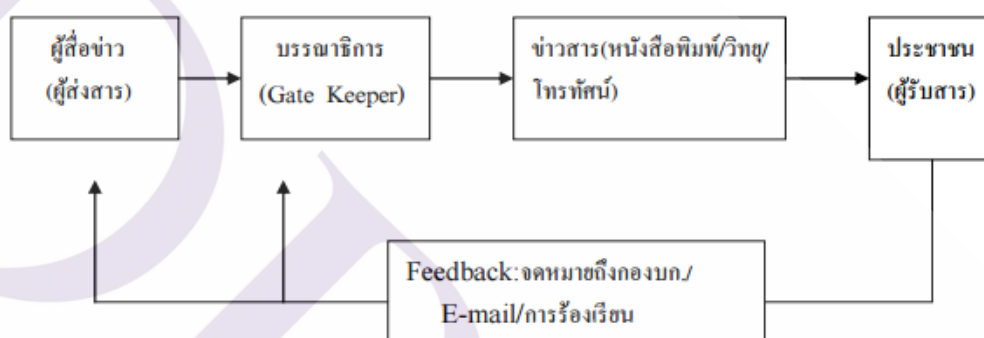 ผู้สื่อข่าว
(ผู้ส่งสาร)
บรรณาธิการ
(Gate Keeper)
ข่าวสาร(หนังสือพิมพ์/วิทยุ/
โทรทัศน์)
ประชาชน
(ผู้รับสาร)
Feedback:จดหมายถึงกองบก./
E-mail/การร้องเรียน